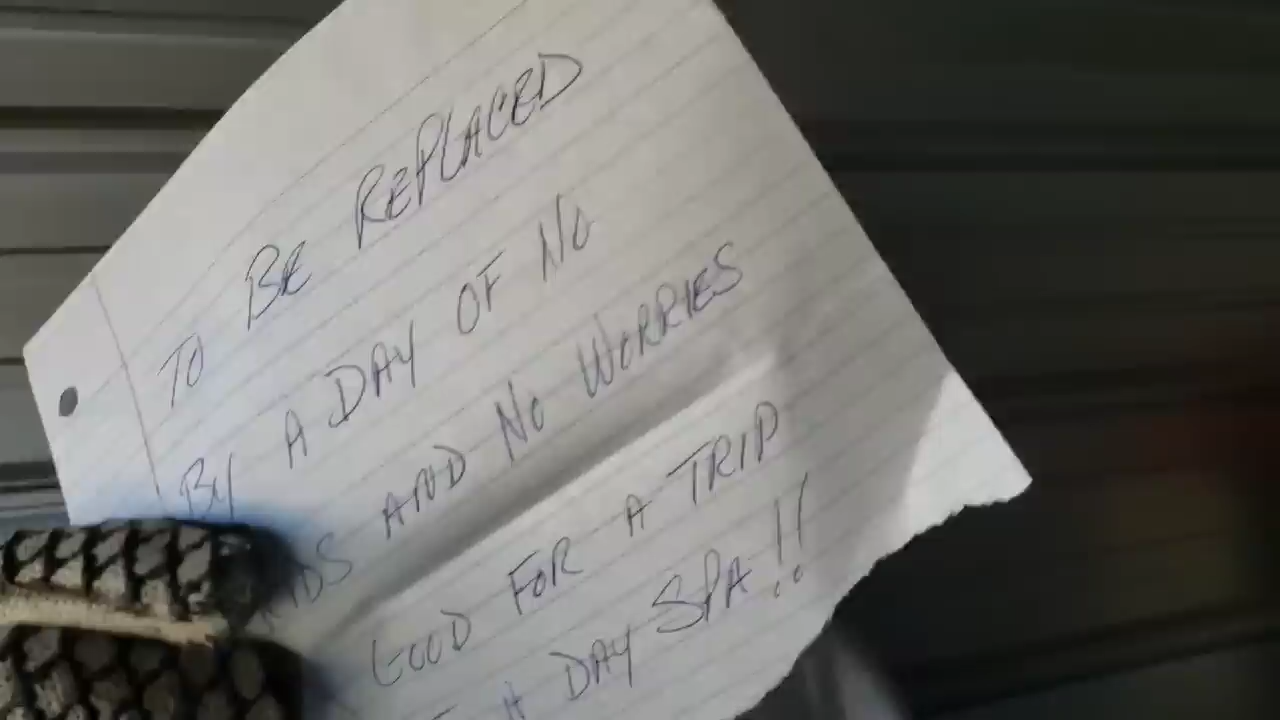 TO BE REPLACED
BY A DAY OF NO
AND NO WORRIES
GOOD FOR A TRIP
A DAY SPA!!